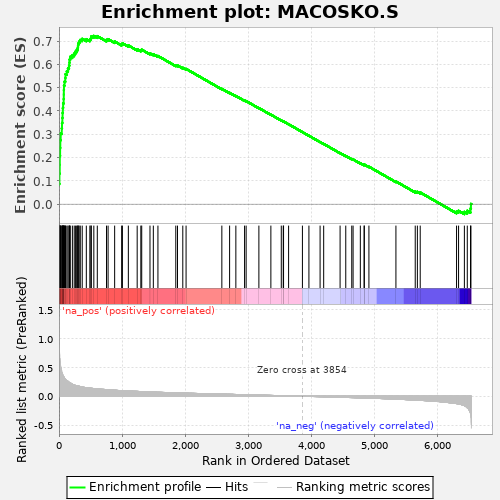 Enrichment plot: MACOSKO.S
Enrichment score (ES)
0.7
0.6
0.5
0.4
0.3
0.2
0.1
0.0
'na_pos' (positively correlated)
Ranked list metric (PreRanked)
1.5
1.0
0.5
0.0
-0.5
Zero cross at 3854
'na_neg' (negatively correlated)
0 1,000 2,000 3,000 4,000 5,000 6,000
Rank in Ordered Dataset
Enrichment profile Hits Ranking metric scores